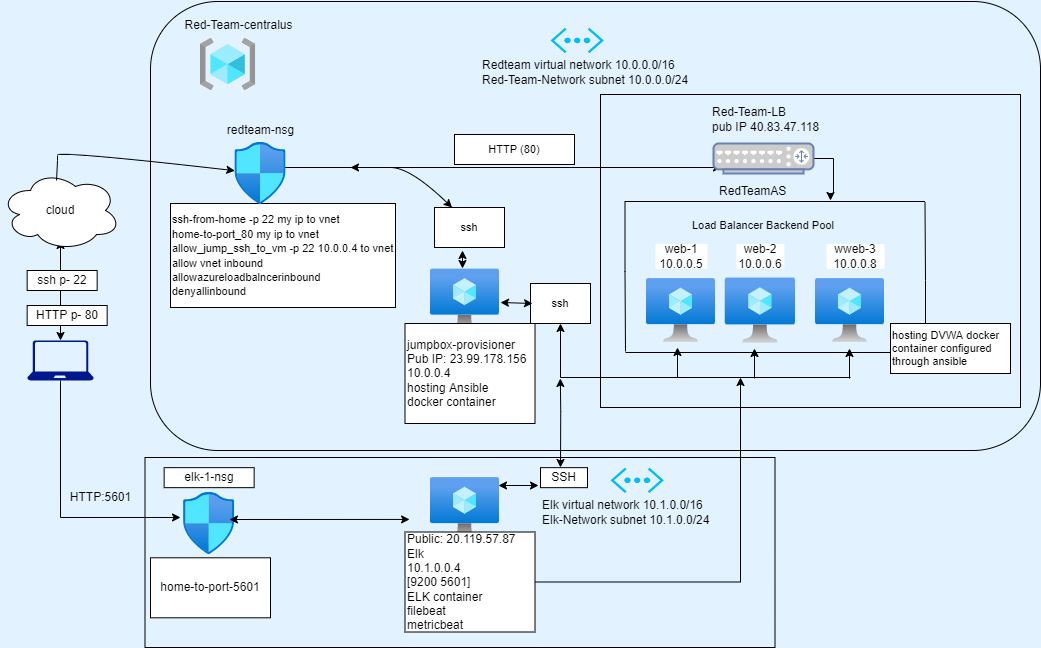 Red-Team-centralus
Redteam virtual network 10.0.0.0/16
Red-Team-Network subnet 10.0.0.0/24
Red-Team-LB
pub IP 40.83.47.118
redteam-nsg
HTTP (80)
RedTeamAS
cloud
ssh-from-home -p 22 my ip to vnet
home-to-port_80 my ip to vnet
allow_jump_ssh_to_vm -p 22 10.0.0.4 to vnet
allow vnet inbound
allowazureloadbalncerinbound
denyallinbound
ssh
Load Balancer Backend Pool
web-1
10.0.0.5
web-2
10.0.0.6
wweb-3
10.0.0.8
ssh p- 22
HTTP p- 80
ssh
jumpbox-provisioner
Pub IP: 23.99.178.156
10.0.0.4
hosting Ansible
docker container
hosting DVWA docker
container configured
through ansible
elk-1-nsg
SSH
HTTP:5601
Elk virtual network 10.1.0.0/16
Elk-Network subnet 10.1.0.0/24
home-to-port-5601
Public: 20.119.57.87
Elk
10.1.0.0.4
[9200 5601]
ELK container
filebeat
metricbeat